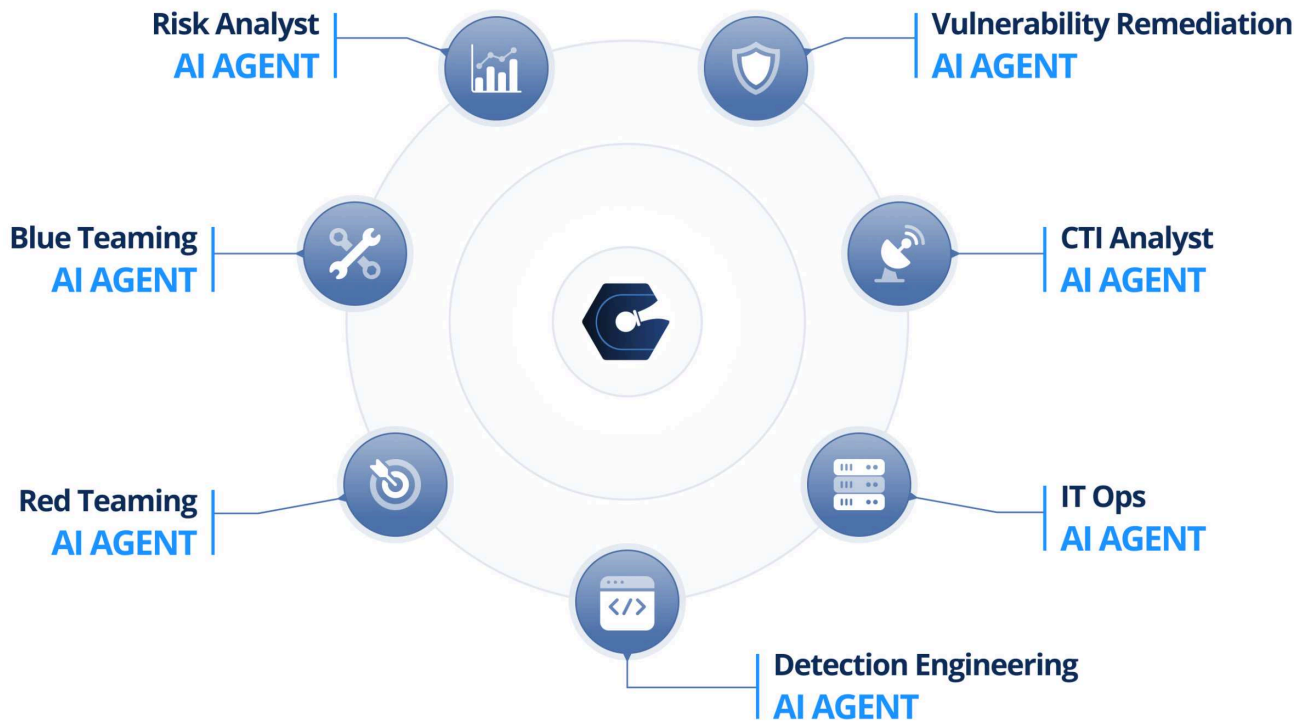 Risk Analyst
AI AGENT
Vulnerability Remediation
AI AGENT
Blue Teaming
AI AGENT
CTI Analyst
AI AGENT
Red Teaming
AI AGENT
IT Ops
AI AGENT
</>
Detection Engineering
AI AGENT